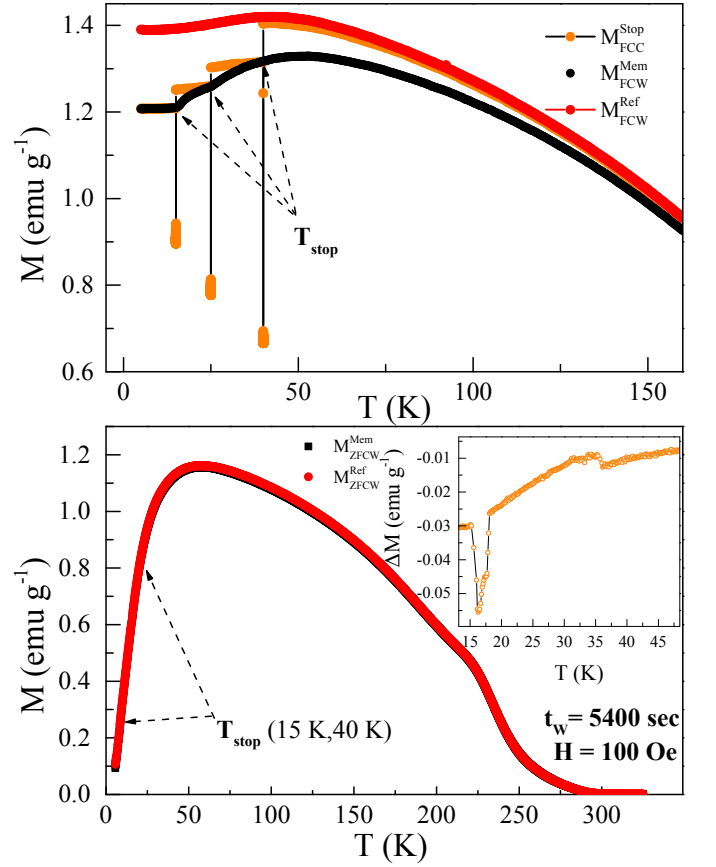 1.4
1.2
1.0
0.8
0.6
M (emu g⁻¹)
M^Stop_FCC
M^Mem_FCW
M^Ref_FCW
T_stop
0 50 100 150
T (K)
1.2
1.0
0.8
0.6
0.4
0.2
0.0
M (emu g⁻¹)
M^Mem_ZFCW
M^Ref_ZFCW
-0.01
-0.02
-0.03
-0.04
-0.05
ΔM (emu g⁻¹)
15 20 25 30 35 40 45
T (K)
T_stop (15 K,40 K)
t_W= 5400 sec
H = 100 Oe
0 50 100 150 200 250 300
T (K)